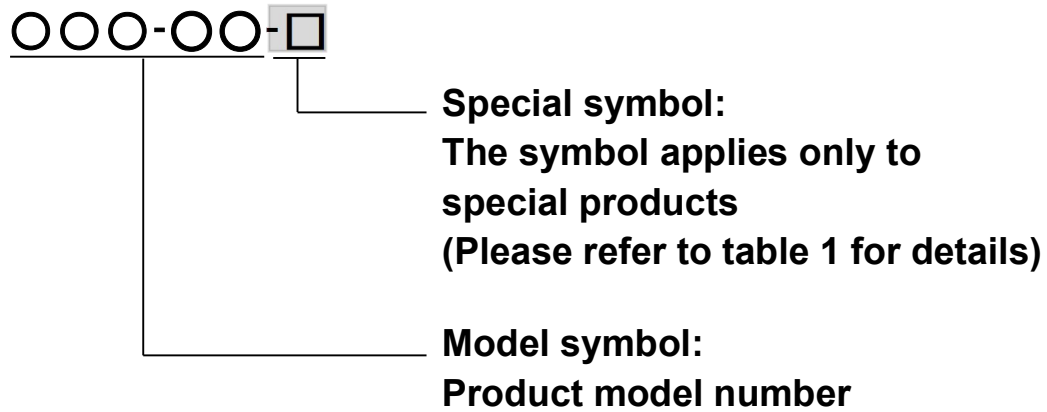 ○○○-○○-□
Special symbol:
The symbol applies only to
special products
(Please refer to table 1 for details)
Model symbol:
Product model number